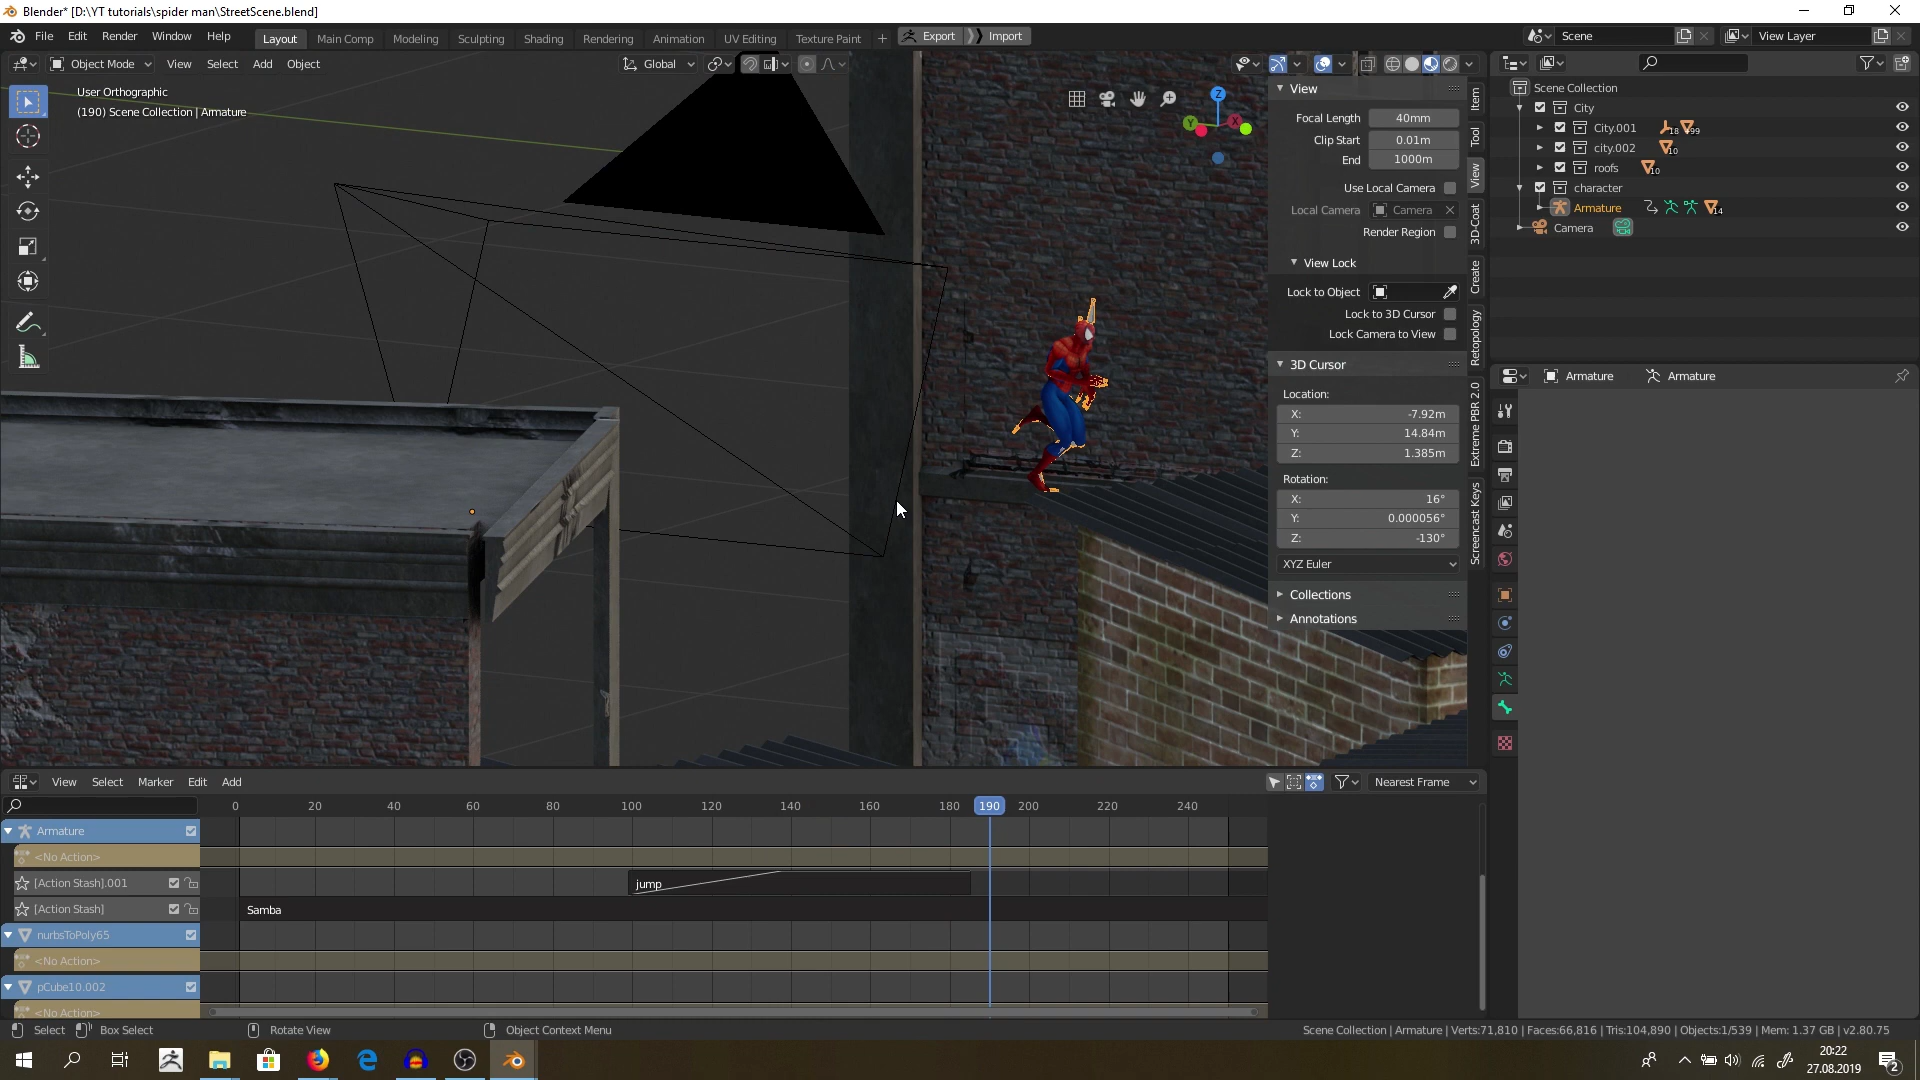 Blender* [D:\YT tutorials\spider man\StreetScene.blend]
File Edit Render Window Help Layout Main Comp Modeling Sculpting Shading Rendering Animation UV Editing Texture Paint + Export Import Scene View Layer
Object Mode View Select Add Object Global
User Orthographic
(190) Scene Collection | Armature
Z
Y
X
View
Focal Length 40mm
Clip Start 0.01m
End 1000m
Use Local Camera
Local Camera Camera
Render Region
View Lock
Lock to Object
Lock to 3D Cursor
Lock Camera to View
3D Cursor
Location:
X: -7.92m
Y: 14.84m
Z: 1.385m
Rotation:
X: 16°
Y: 0.000056°
Z: -130°
XYZ Euler
Collections
Annotations
Item
Tool
View
3D-Coat
Create
Retopology
Extreme PBR 2.0
Screencast Keys
Scene Collection
City
City.001 18 99
city.002 10
roofs 10
character
Armature 14
Camera
Armature Armature
View Select Marker Edit Add Nearest Frame
0 20 40 60 80 100 120 140 160 180 190 200 220 240
Armature
<No Action>
[Action Stash].001 jump
[Action Stash] Samba
nurbsToPoly65
<No Action>
pCube10.002
<No Action>
Select Box Select Rotate View Object Context Menu Scene Collection | Armature | Verts:71,810 | Faces:66,816 | Tris:104,890 | Objects:1/539 | Mem: 1.37 GB | v2.80.75
20:22
27.08.2019
2